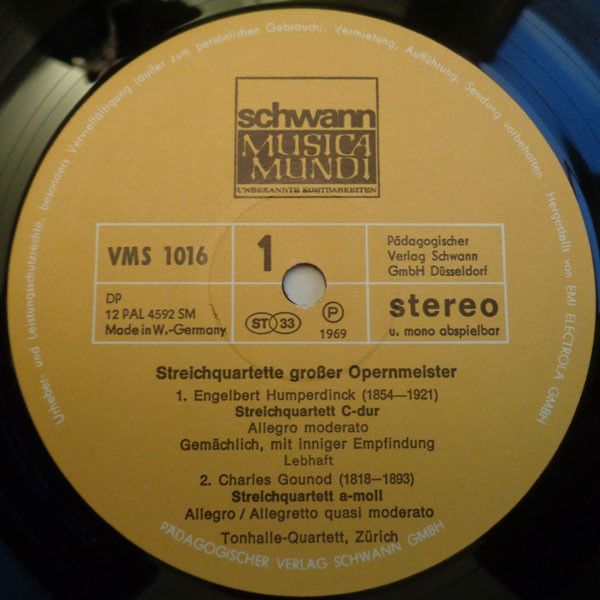 Urheber- und Leistungsschutzrechte, besonders Vervielfältigung (außer zum persönlichen Gebrauch), Vermietung, Aufführung, Sendung vorbehalten. Hergestellt von EMI ELECTROLA GMBH
schwann
MUSICA
MUNDI
UNBEKANNTE KOSTBARKEITEN
VMS 1016
1
Pädagogischer
Verlag Schwann
GmbH Düsseldorf
DP
12 PAL 4592 SM
Made in W.-Germany
ST 33
P
1969
stereo
u. mono abspielbar
Streichquartette großer Opernmeister
1. Engelbert Humperdinck (1854—1921)
Streichquartett C-dur
Allegro moderato
Gemächlich, mit inniger Empfindung
Lebhaft
2. Charles Gounod (1818—1893)
Streichquartett a-moll
Allegro / Allegretto quasi moderato
Tonhalle-Quartett, Zürich
PÄDAGOGISCHER VERLAG SCHWANN GMBH